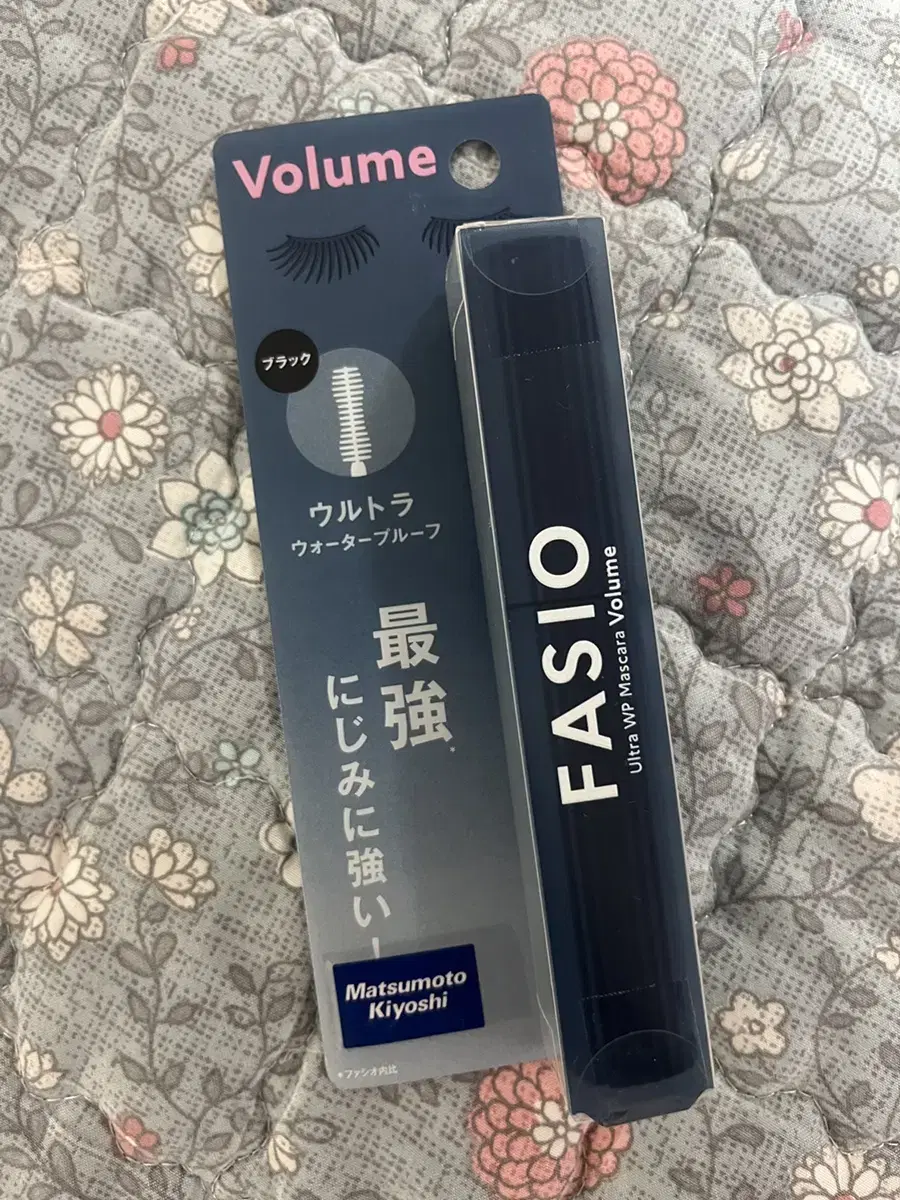 Volume
ブラック
ウルトラ
ウォータープルーフ
最強*
にじみに強い!
Matsumoto
Kiyoshi
*ファシオ内比
FASIO
Ultra WP Mascara Volume